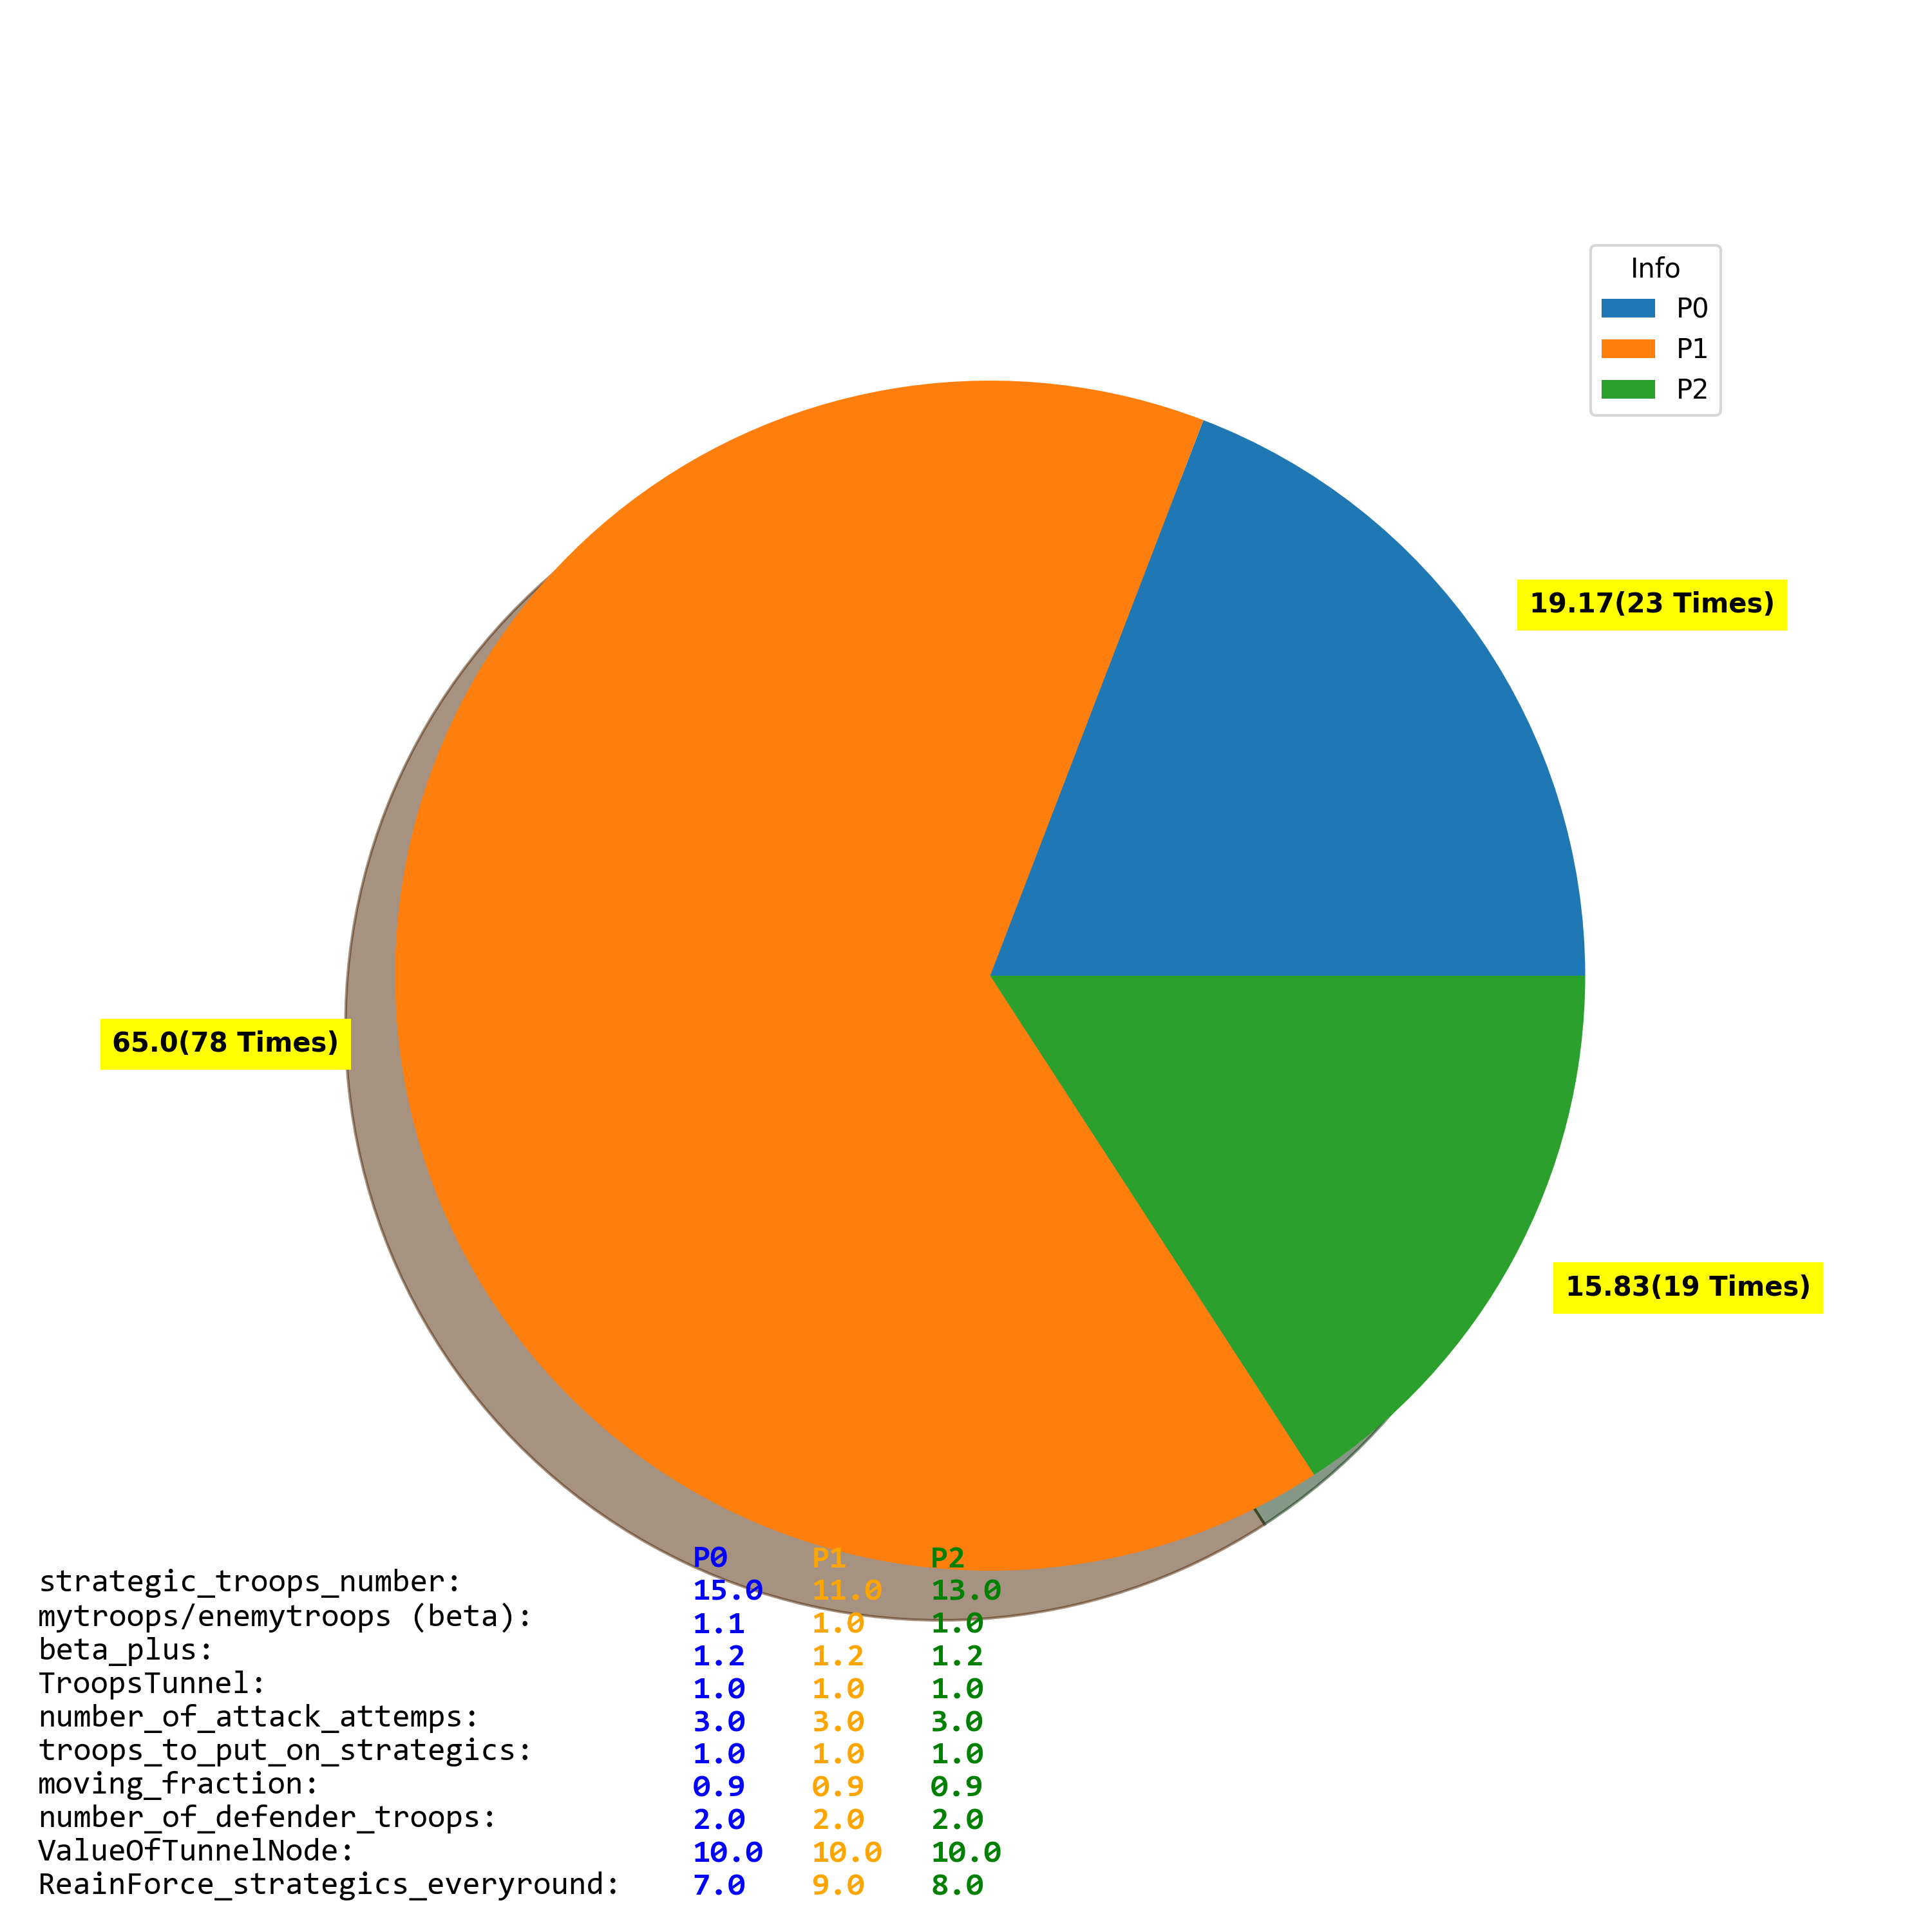 Info
P0
P1
P2
19.17(23 Times)
65.0(78 Times)
15.83(19 Times)
P0 P1 P2
strategic_troops_number: 15.0 11.0 13.0
mytroops/enemytroops (beta): 1.1 1.0 1.0
beta_plus: 1.2 1.2 1.2
TroopsTunnel: 1.0 1.0 1.0
number_of_attack_attemps: 3.0 3.0 3.0
troops_to_put_on_strategics: 1.0 1.0 1.0
moving_fraction: 0.9 0.9 0.9
number_of_defender_troops: 2.0 2.0 2.0
ValueOfTunnelNode: 10.0 10.0 10.0
ReainForce_strategics_everyround: 7.0 9.0 8.0